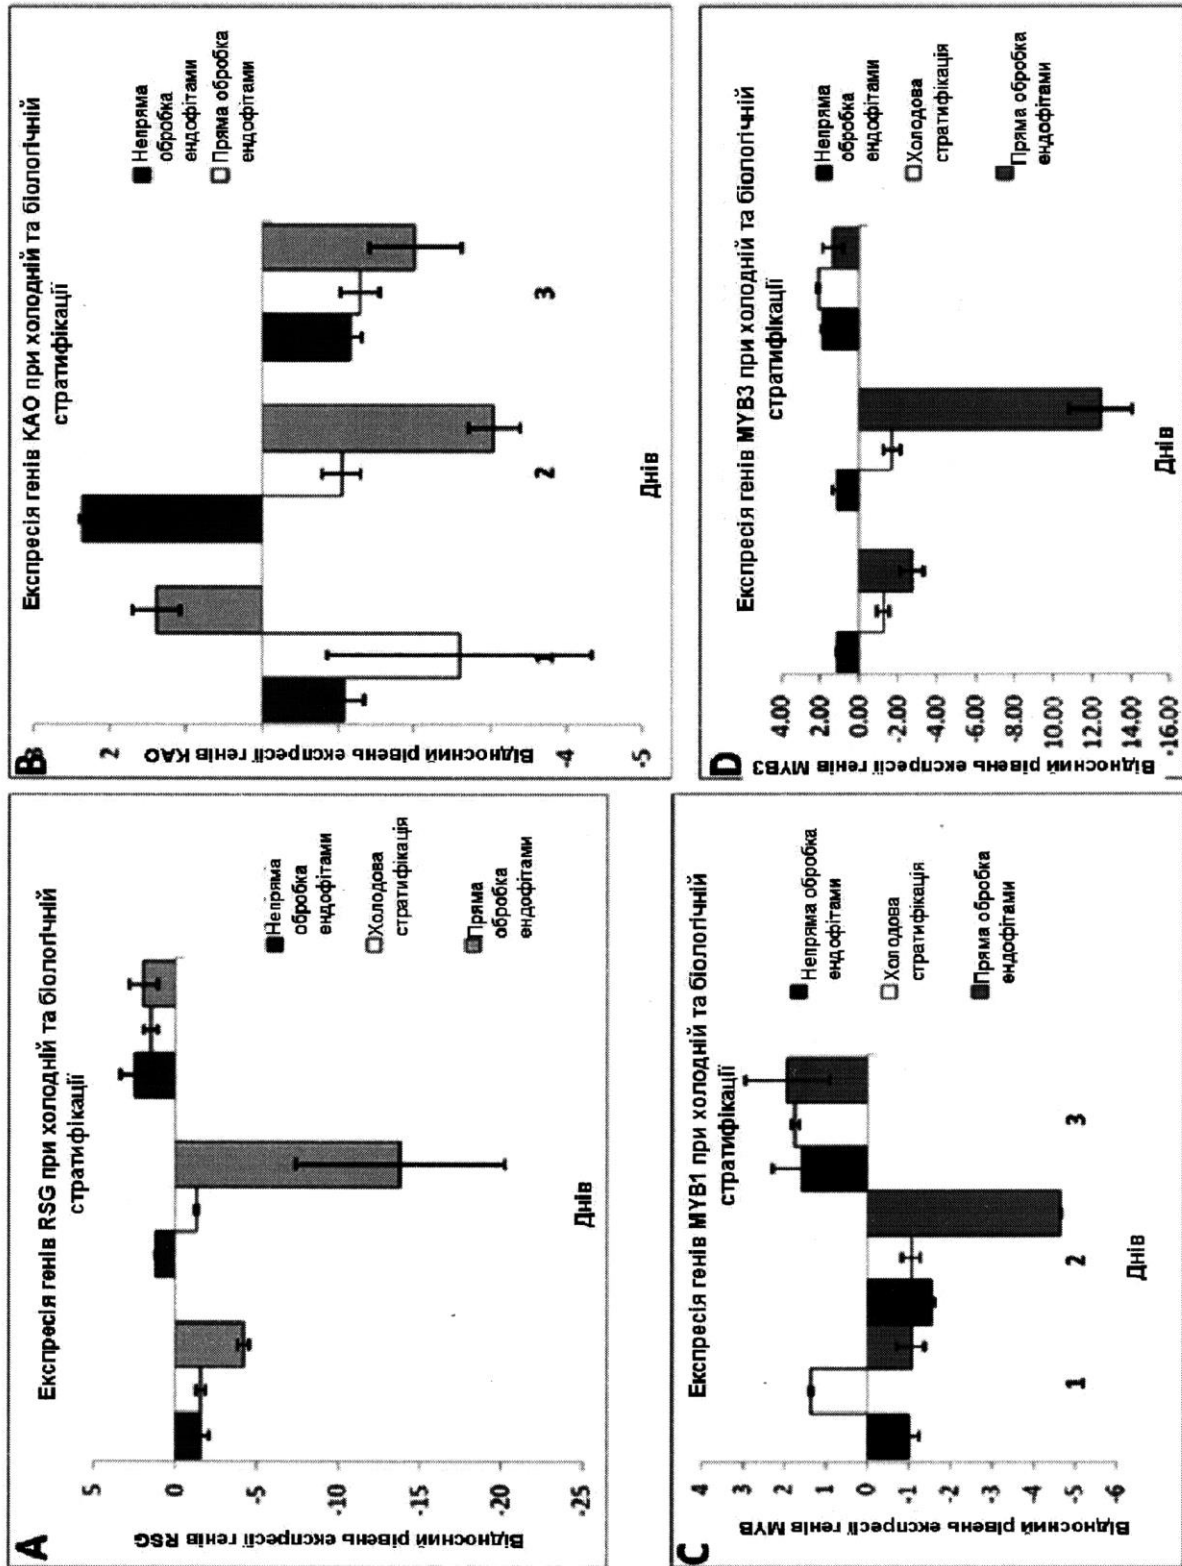 A
Експресія генів RSG при холодній та біологічній
стратифікації
Відносний рівень експресії генів RSG
5
0
-5
-10
-15
-20
-25
Днів
Непряма
обробка
ендофітами
Холодова
стратифікація
Пряма
обробка
ендофітами
B
Експресія генів KAO при холодній та біологічній
стратифікації
Відносний рівень експресії генів KAO
2
-4
-5
1
2
3
Днів
Непряма
обробка
ендофітами
Пряма обробка
ендофітами
C
Експресія генів MYB1 при холодній та біологічній
стратифікації
Відносний рівень експресії генів MYB
4
3
2
1
0
-1
-2
-3
-4
-5
-6
1
2
3
Днів
Непряма обробка
ендофітами
Холодова
стратифікація
Пряма обробка
ендофітами
D
Експресія генів MYB3 при холодній та біологічній
стратифікації
Відносний рівень експресії генів MYB3
4.00
2.00
0.00
-2.00
-4.00
-6.00
-8.00
10.00
12.00
14.00
-16.00
Днів
Непряма
обробка
ендофітами
Холодова
стратифікація
Пряма обробка
ендофітами